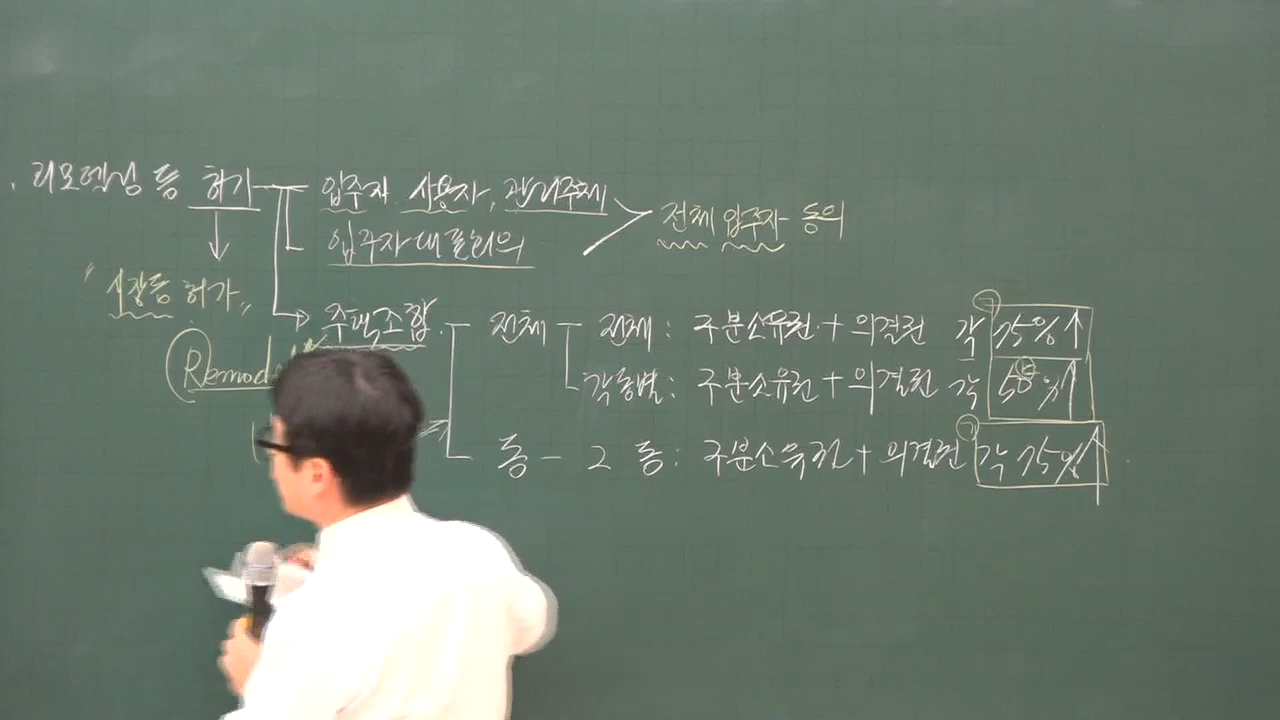 리모델링 등 허가 입주자 사용자, 관리주체
입주자대표회의
전체 입주자 동의
"시장등 허가"
주택조합 전체 전체 : 구분소유권 + 의결권 각 75%↑
각동별 : 구분소유권 + 의결권 각 50%↑
동 - 그 동 : 구분소유권 + 의결권 각 75%↑